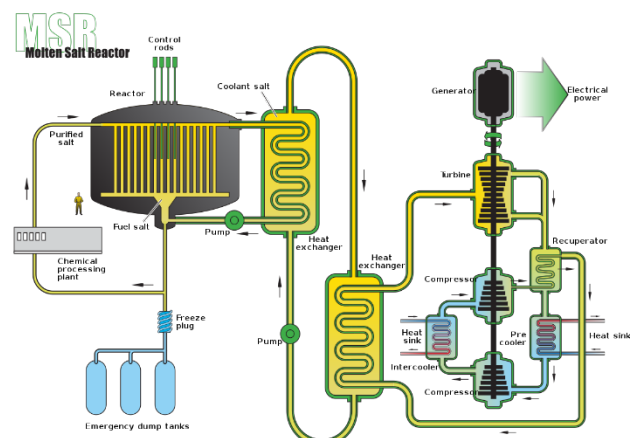 MSR
Molten Salt Reactor
Control
rods
Reactor
Coolant salt
Purified
salt
Fuel salt
Pump
Chemical
processing
plant
Freeze
plug
Emergency dump tanks
Heat
exchanger
Pump
Heat
exchanger
Generator
Electrical
power
Turbine
Recuperator
Compressor
Heat
sink
Intercooler
Pre
cooler
Heat sink
Compressor